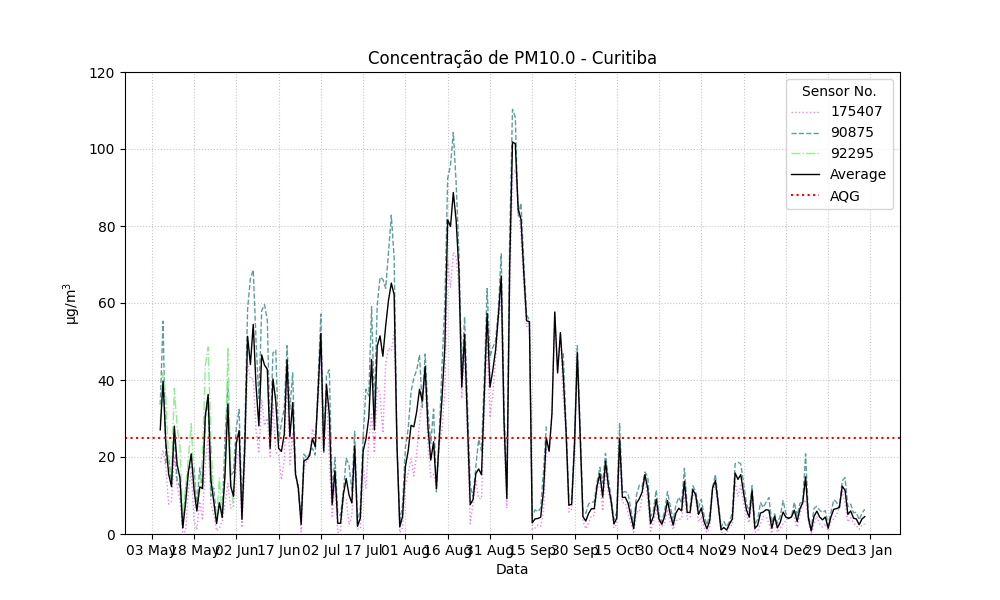 Concentração de PM10.0 - Curitiba
120
100
80
60
40
20
0
µg/m³
Sensor No.
175407
90875
92295
Average
AQG
03 May 18 May 02 Jun 17 Jun 02 Jul 17 Jul 01 Aug 16 Aug 31 Aug 15 Sep 30 Sep 15 Oct 30 Oct 14 Nov 29 Nov 14 Dec 29 Dec 13 Jan
Data